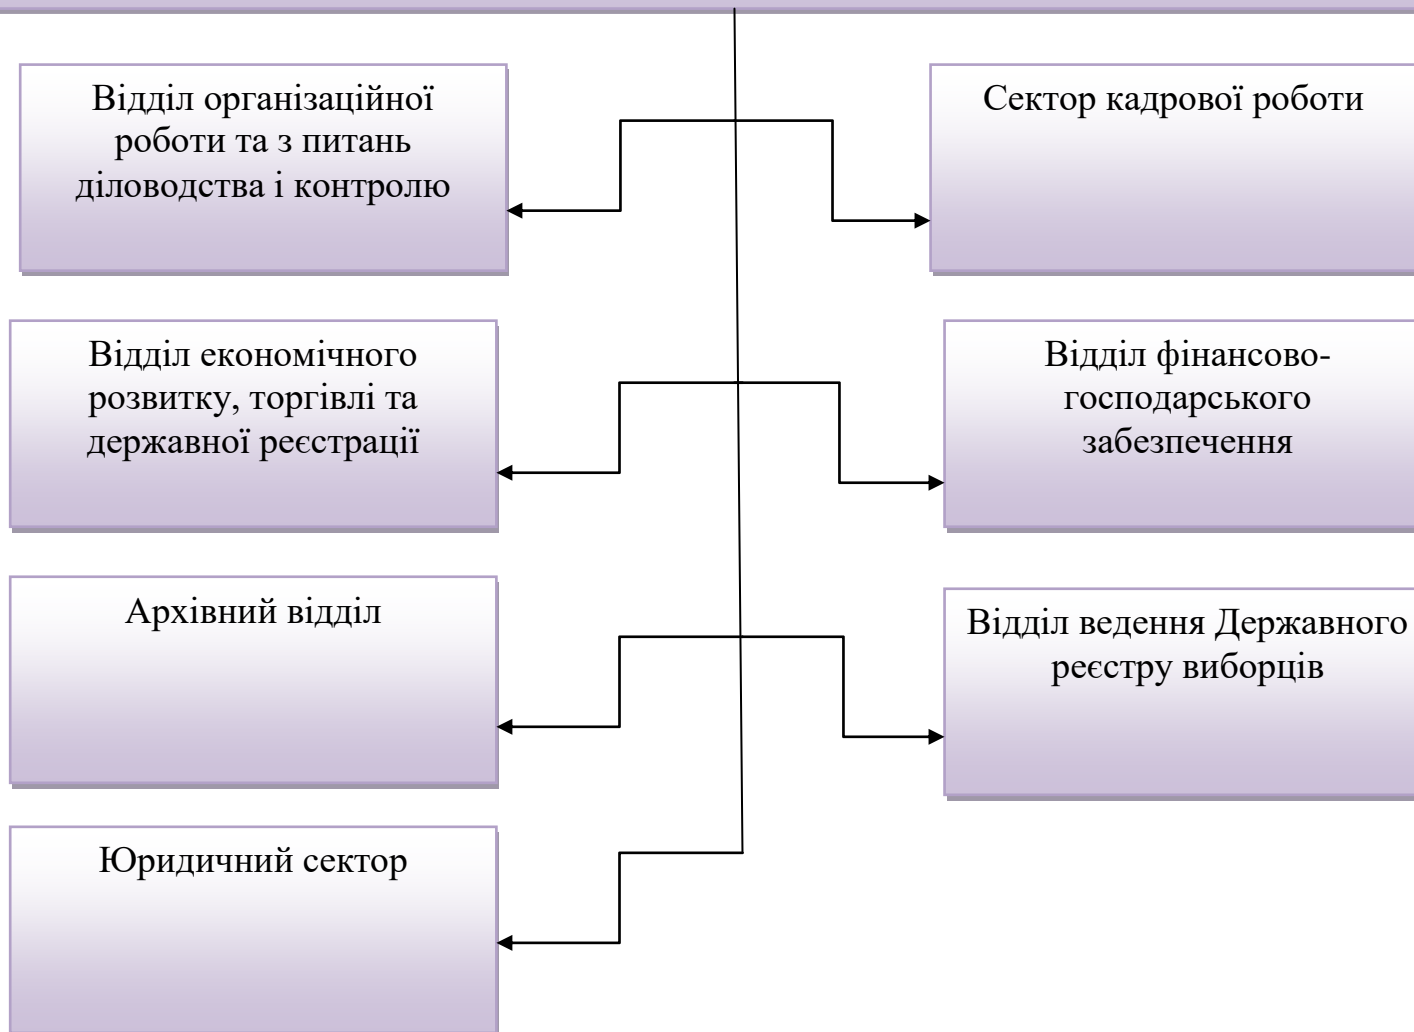 Відділ організаційної
роботи та з питань
діловодства і контролю
Сектор кадрової роботи
Відділ економічного
розвитку, торгівлі та
державної реєстрації
Відділ фінансово-
господарського
забезпечення
Архівний відділ
Відділ ведення Державного
реєстру виборців
Юридичний сектор